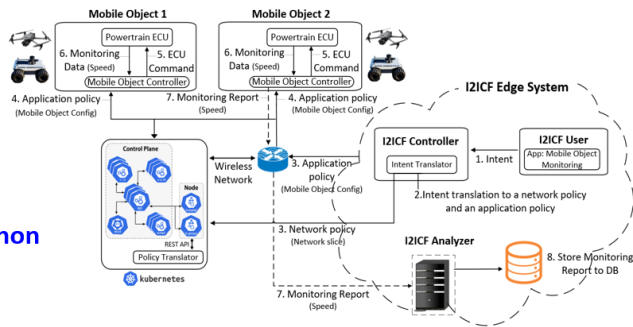 Mobile Object 1
Mobile Object 2
Powertrain ECU
6. Monitoring
Data (Speed)
5. ECU
Command
Mobile Object Controller
Powertrain ECU
6. Monitoring
Data (Speed)
5. ECU
Command
Mobile Object Controller
4. Application policy
(Mobile Object Config)
7. Monitoring Report
(Speed)
4. Application policy
(Mobile Object Config)
I2ICF Edge System
I2ICF Controller
Intent Translator
1. Intent
I2ICF User
App: Mobile Object
Monitoring
2.Intent translation to a network policy
and an application policy
Control Plane
Node
REST API
Policy Translator
kubernetes
Wireless
Network
3. Application
policy
(Mobile Object Config)
3. Network policy
(Network slice)
non
I2ICF Analyzer
7. Monitoring Report
(Speed)
8. Store Monitoring
Report to DB